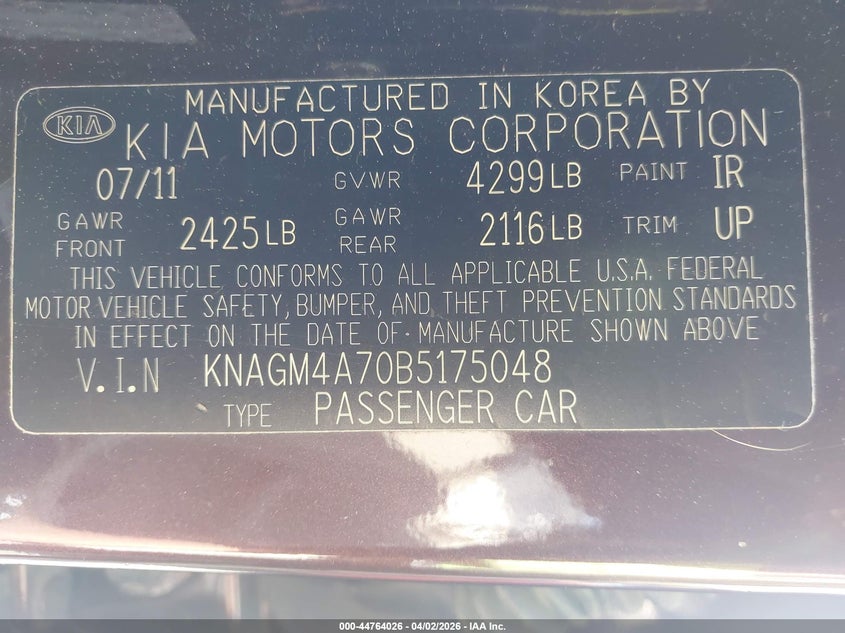 MANUFACTURED IN KOREA BY
KIA KIA MOTORS CORPORATION
07/11 GVWR 4299LB PAINT IR
GAWR FRONT 2425LB GAWR REAR 2116LB TRIM UP
THIS VEHICLE CONFORMS TO ALL APPLICABLE U.S.A. FEDERAL
MOTOR VEHICLE SAFETY, BUMPER, AND THEFT PREVENTION STANDARDS
IN EFFECT ON THE DATE OF MANUFACTURE SHOWN ABOVE
V.I.N KNAGM4A70B5175048
TYPE PASSENGER CAR
000-44764026 - 04/02/2026 - IAA Inc.